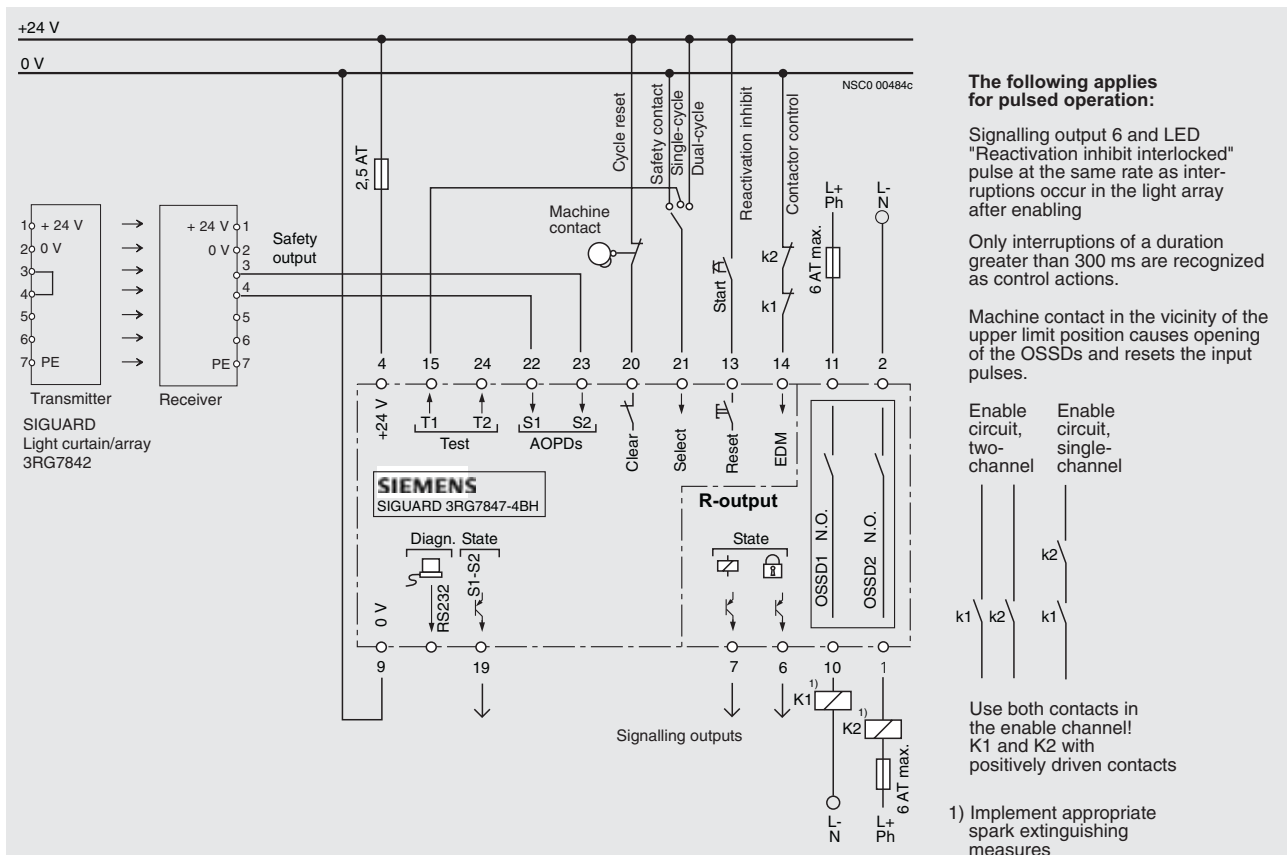 +24 V
0 V
NSC0 00484c
2,5 AT
Cycle reset
Safety contact
Single-cycle
Dual-cycle
Reactivation inhibit
Contactor control
Machine
contact
Start
k2
k1
L+
Ph
6 AT max.
L-
N
1 + 24 V
2 0 V
3
4
5
6
7 PE
+ 24 V 1
0 V 2
3
4
5
6
PE 7
Safety
output
Transmitter
Receiver
SIGUARD
Light curtain/array
3RG7842
4 15 24 22 23 20 21 13 14 11 2
+24 V
T1 T2
Test
S1 S2
AOPDs
Clear
Select
Reset
EDM
SIEMENS
SIGUARD 3RG7847-4BH
R-output
Diagn. State
State
RS232
S1-S2
0 V
OSSD1 N.O.
OSSD2 N.O.
9 19 7 6 10 1
Signalling outputs
1)
K1
1)
K2
6 AT max.
L-
N
L+
Ph
The following applies
for pulsed operation:
Signalling output 6 and LED
"Reactivation inhibit interlocked"
pulse at the same rate as inter-
ruptions occur in the light array
after enabling
Only interruptions of a duration
greater than 300 ms are recognized
as control actions.
Machine contact in the vicinity of the
upper limit position causes opening
of the OSSDs and resets the input
pulses.
Enable
circuit,
two-
channel
Enable
circuit,
single-
channel
k2
k1 k2 k1
Use both contacts in
the enable channel!
K1 and K2 with
positively driven contacts
1) Implement appropriate
spark extinguishing
measures